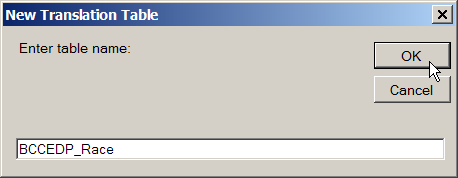 New Translation Table
Enter table name:
OK
Cancel
BCCEDP_Race